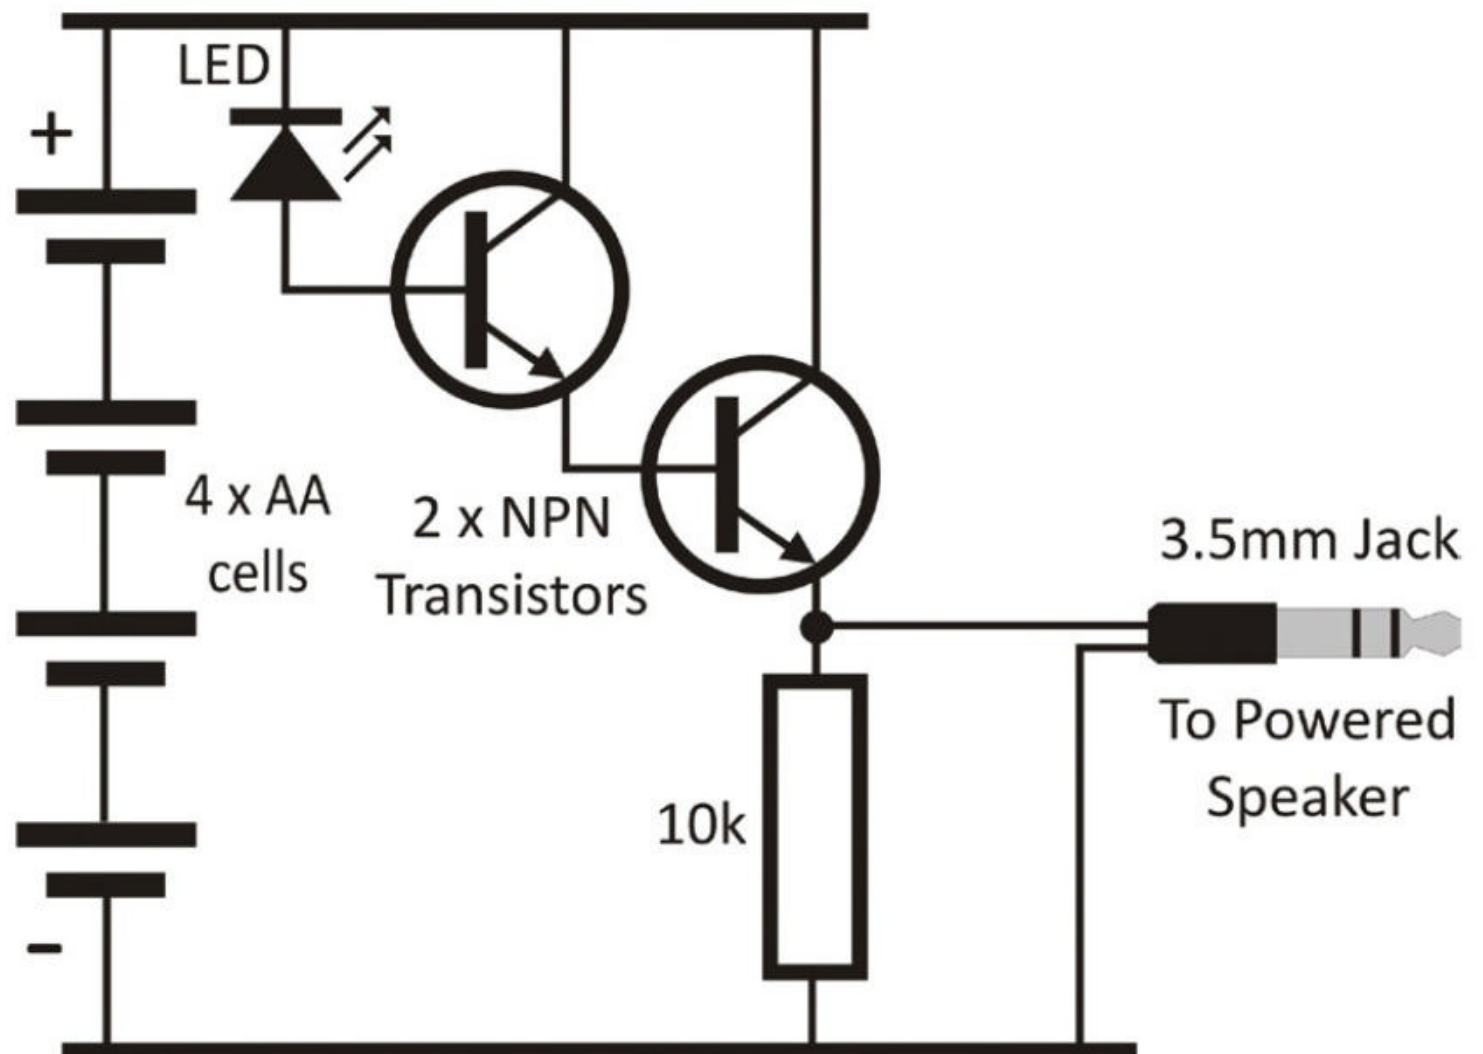 LED
+
4 x AA
cells
2 x NPN
Transistors
3.5mm Jack
To Powered
Speaker
10k
-